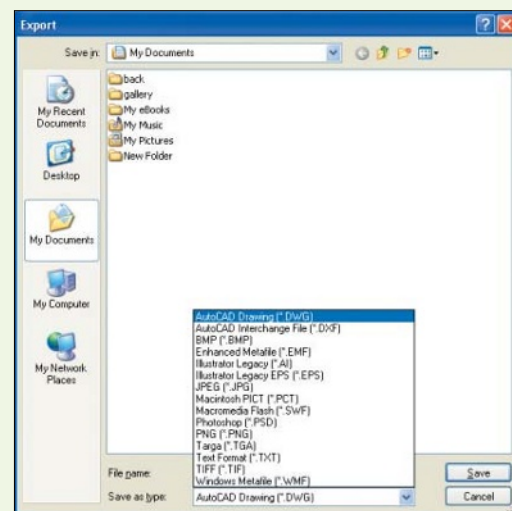 Export
Save in:
My Documents
back
gallery
My eBooks
My Music
My Pictures
New Folder
My Recent
Documents
Desktop
My Documents
My Computer
My Network
Places
AutoCAD Drawing (*.DWG)
AutoCAD Interchange File (*.DXF)
BMP (*.BMP)
Enhanced Metafile (*.EMF)
Illustrator Legacy (*.AI)
Illustrator Legacy EPS (*.EPS)
JPEG (*.JPG)
Macintosh PICT (*.PCT)
Macromedia Flash (*.SWF)
Photoshop (*.PSD)
PNG (*.PNG)
Targa (*.TGA)
Text Format (*.TXT)
TIFF (*.TIF)
Windows Metafile (*.WMF)
File name:
Save
Save as type:
AutoCAD Drawing (*.DWG)
Cancel